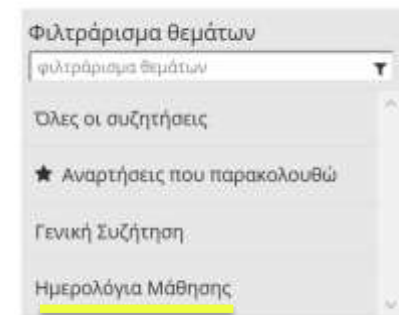 Φιλτράρισμα θεμάτων
φιλτράρισμα θεμάτων
Όλες οι συζητήσεις
Αναρτήσεις που παρακολουθώ
Γενική Συζήτηση
Ημερολόγια Μάθησης